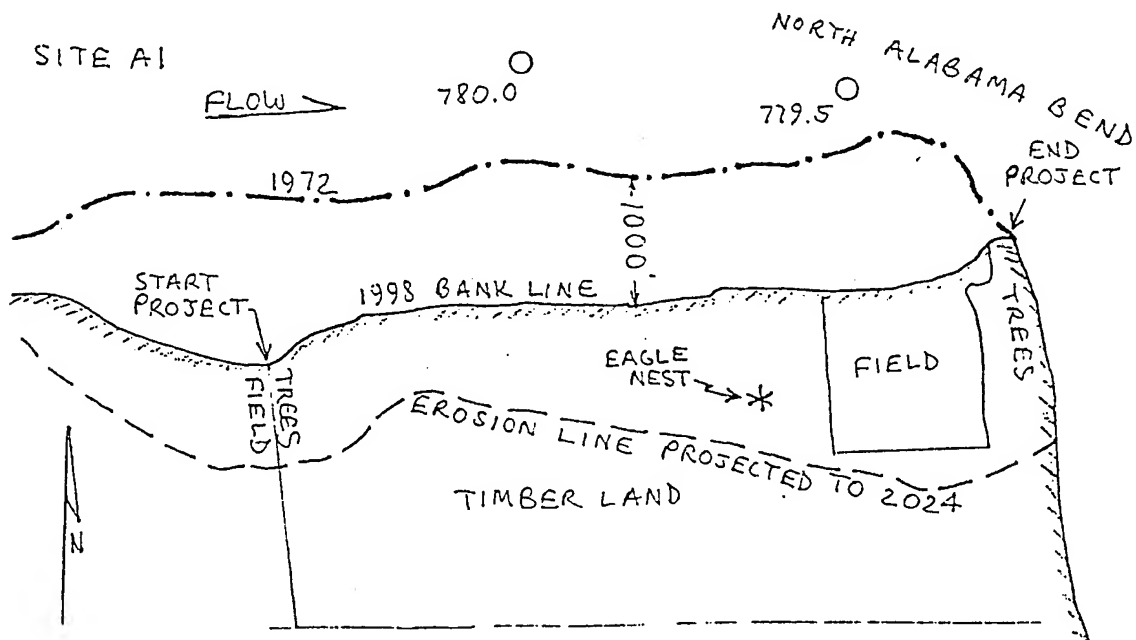 SITE A1
NORTH ALABAMA BEND
FLOW
780.0
779.5
END
PROJECT
1972
1000'
START
PROJECT
1998 BANK LINE
TREES
FIELD
EAGLE
NEST
FIELD
TREES
EROSION LINE PROJECTED TO 2024
TIMBER LAND
N